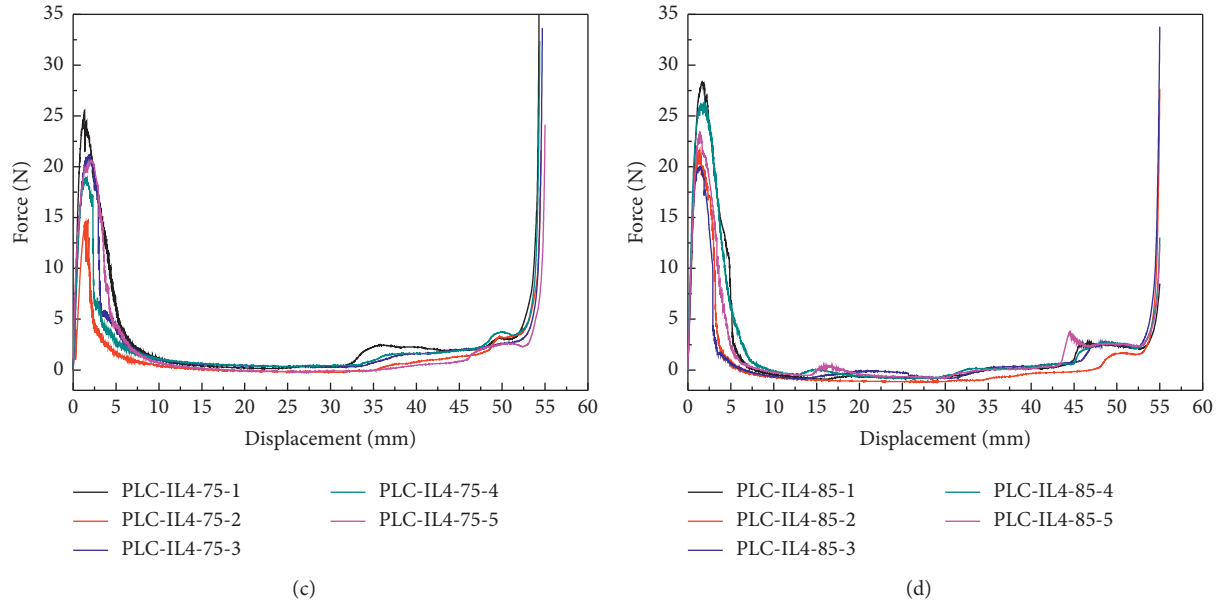 35
30
25
20
15
10
5
0
Force (N)
0 5 10 15 20 25 30 35 40 45 50 55 60
Displacement (mm)
PLC-IL4-75-1
PLC-IL4-75-2
PLC-IL4-75-3
PLC-IL4-75-4
PLC-IL4-75-5
(c)
35
30
25
20
15
10
5
0
Force (N)
0 5 10 15 20 25 30 35 40 45 50 55 60
Displacement (mm)
PLC-IL4-85-1
PLC-IL4-85-2
PLC-IL4-85-3
PLC-IL4-85-4
PLC-IL4-85-5
(d)